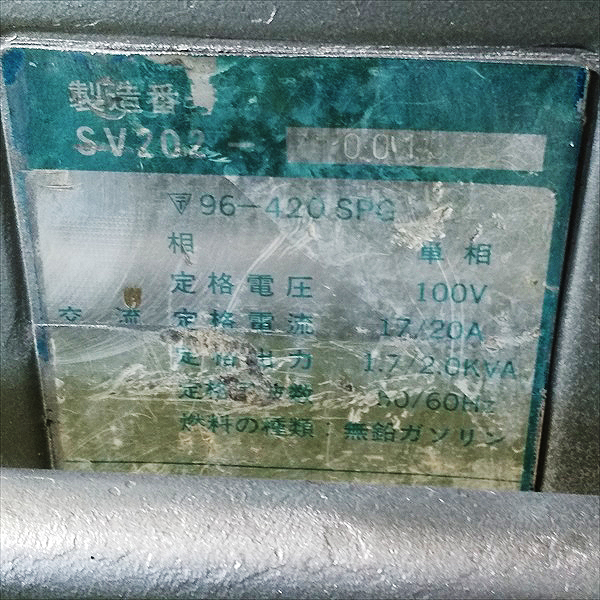 製造番号
SV202-
96-420 SPG
相 単相
定格電圧 100V
交流 定格電流 17/20A
定格出力 1.7/2.0KVA
定格周波数 50/60Hz
燃料の種類:無鉛ガソリン